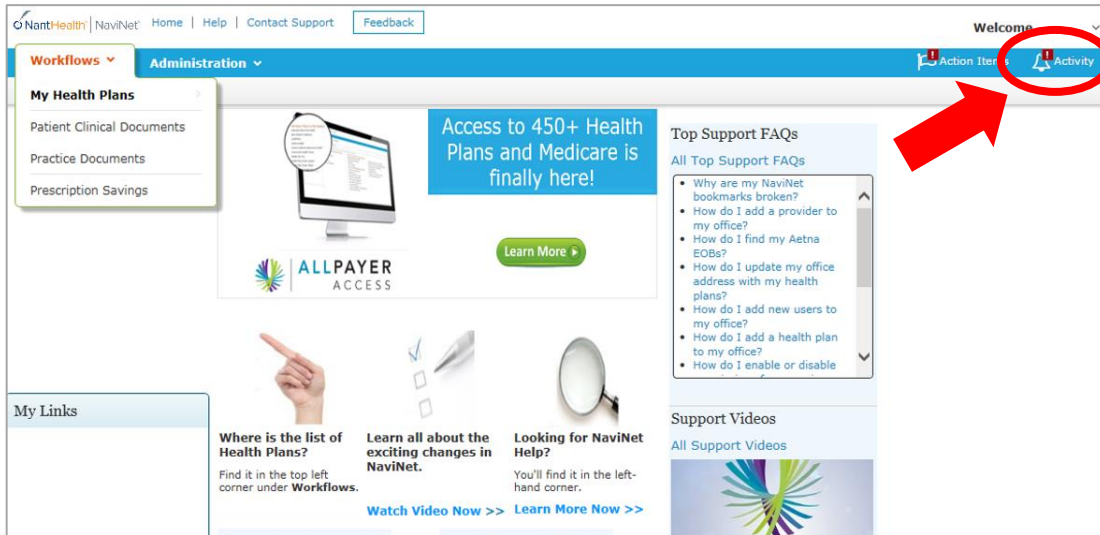 NantHealth | NaviNet Home | Help | Contact Support Feedback
Welcome
Workflows Administration Action Items Activity
My Health Plans
Patient Clinical Documents
Practice Documents
Prescription Savings
Access to 450+ Health
Plans and Medicare is
finally here!
Learn More
ALLPAYER
ACCESS
Top Support FAQs
All Top Support FAQs
• Why are my NaviNet
bookmarks broken?
• How do I add a provider to
my office?
• How do I find my Aetna
EOBs?
• How do I update my office
address with my health
plans?
• How do I add new users to
my office?
• How do I add a health plan
to my office?
• How do I enable or disable
My Links
Where is the list of
Health Plans?
Find it in the top left
corner under Workflows.
Learn all about the
exciting changes in
NaviNet.
Watch Video Now >>
Looking for NaviNet
Help?
You'll find it in the left-
hand corner.
Learn More Now >>
Support Videos
All Support Videos